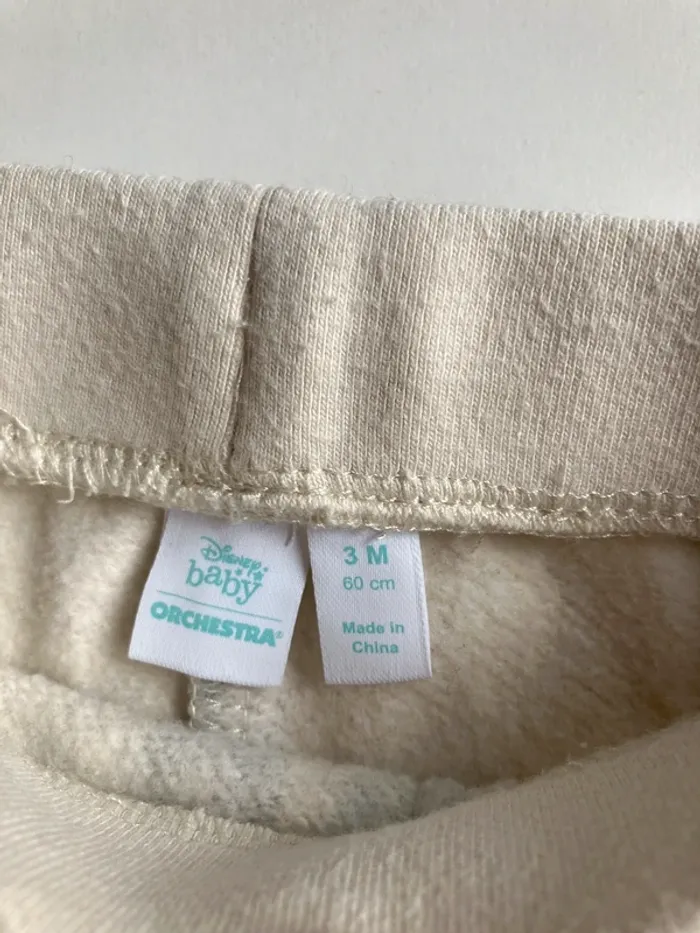 Disney
baby
ORCHESTRA®
3 M
60 cm
Made in
China